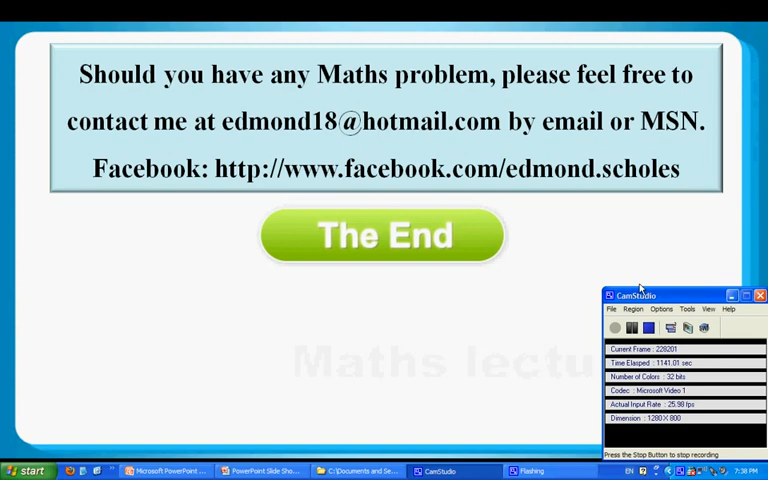 Should you have any Maths problem, please feel free to
contact me at edmond18@hotmail.com by email or MSN.
Facebook: http://www.facebook.com/edmond.scholes
The End
Maths lectu
CamStudio
File Region Options Tools View Help
Current Frame : 228201
Time Elapsed : 1141.01 sec
Number of Colors : 32 bits
Codec : Microsoft Video 1
Actual Input Rate : 25.98 fps
Dimension : 1280 X 800
Press the Stop Button to stop recording
start
Microsoft PowerPoint ...
PowerPoint Slide Sho...
C:\Documents and Se...
CamStudio
Flashing
EN
7:38 PM